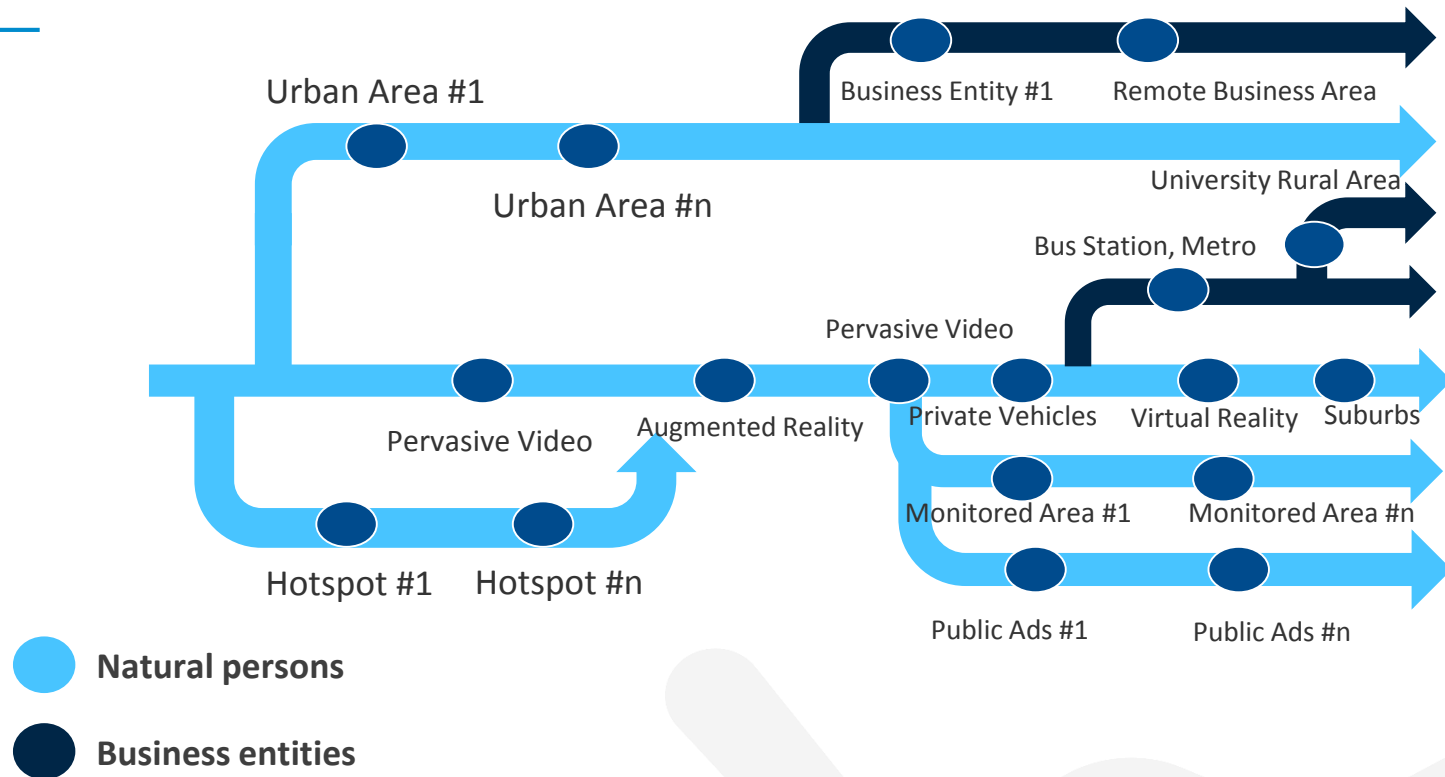 Urban Area #1
Business Entity #1
Remote Business Area
Urban Area #n
University Rural Area
Bus Station, Metro
Pervasive Video
Pervasive Video
Augmented Reality
Private Vehicles
Virtual Reality
Suburbs
Monitored Area #1
Monitored Area #n
Hotspot #1
Hotspot #n
Public Ads #1
Public Ads #n
Natural persons
Business entities